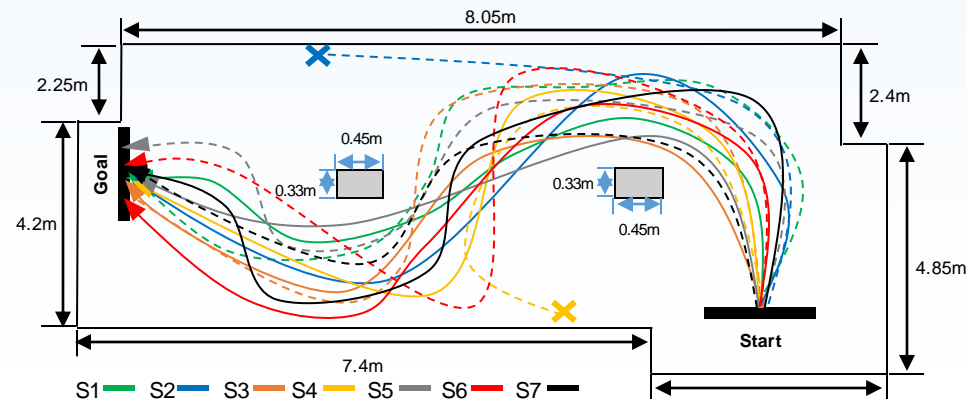 8.05m
2.25m
2.4m
0.45m
Goal
0.33m
0.33m
0.45m
4.2m
4.85m
Start
7.4m
S1 S2 S3 S4 S5 S6 S7